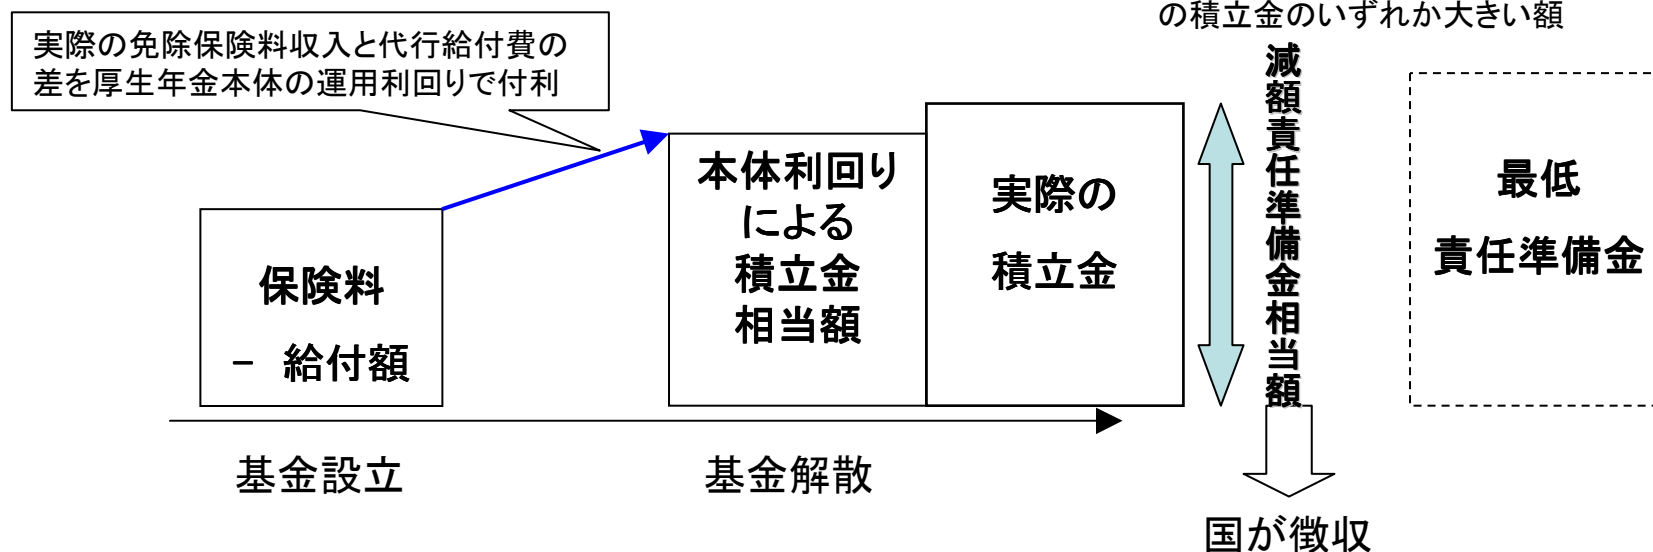 の積立金のいずれか大きい額
実際の免除保険料収入と代行給付費の
差を厚生年金本体の運用利回りで付利
保険料
- 給付額
本体利回り
による
積立金
相当額
実際の
積立金
減額責任準備金相当額
最低
責任準備金
基金設立
基金解散
国が徴収